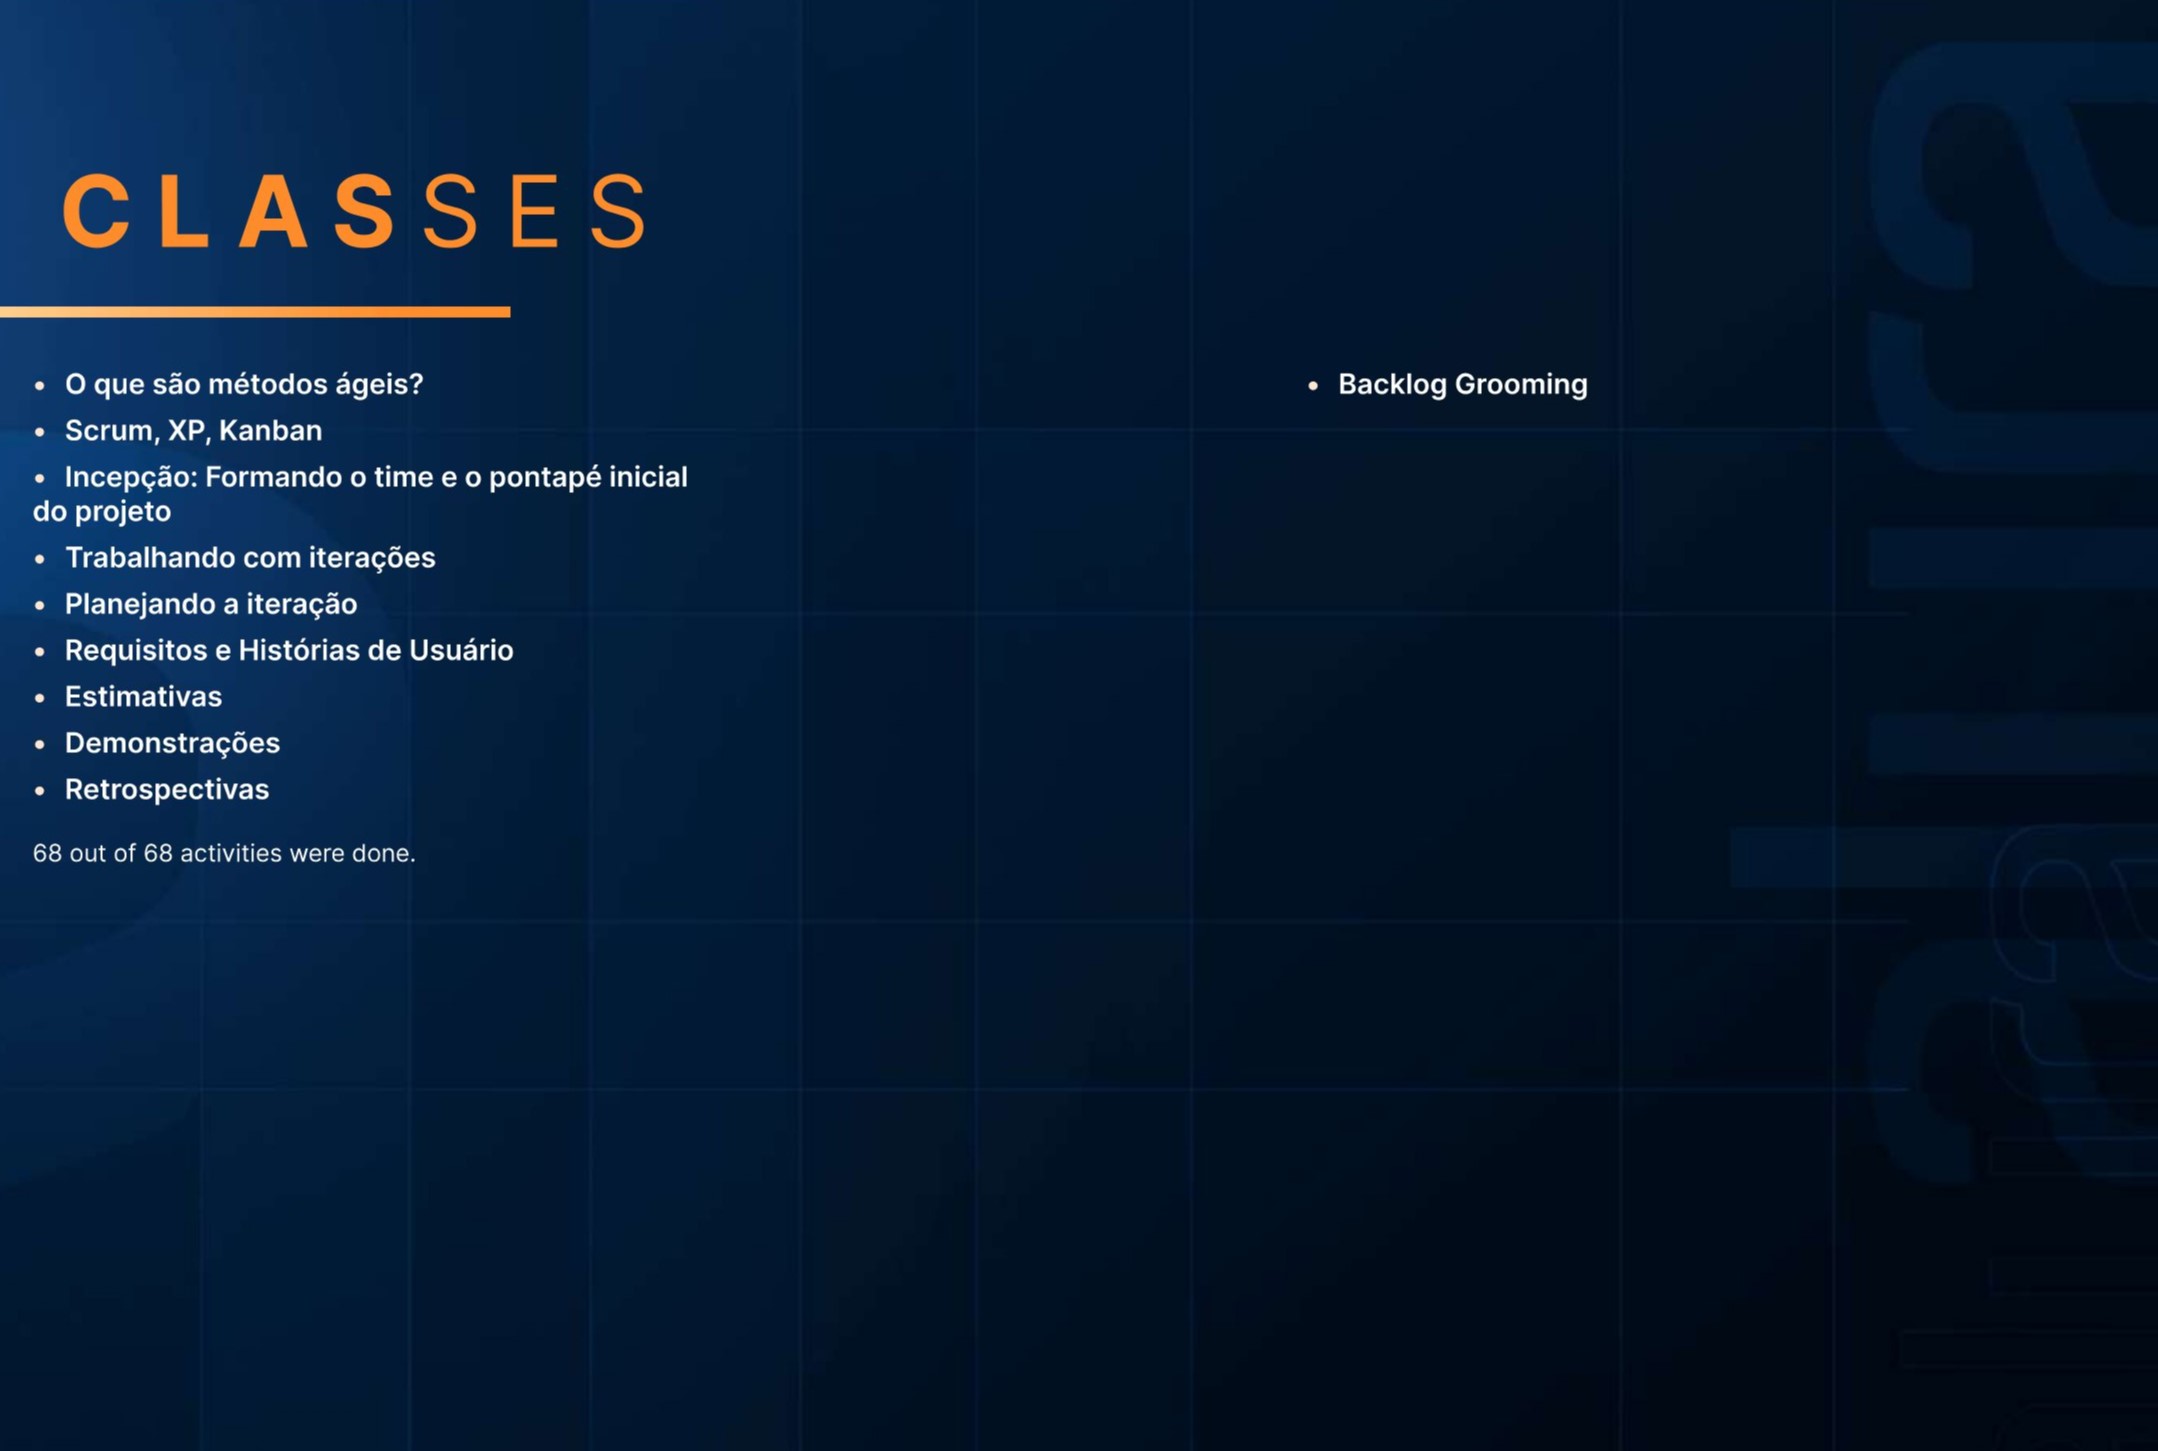 CLASSES
• O que são métodos ágeis?
• Scrum, XP, Kanban
• Incepção: Formando o time e o pontapé inicial
do projeto
• Trabalhando com iterações
• Planejando a iteração
• Requisitos e Histórias de Usuário
• Estimativas
• Demonstrações
• Retrospectivas
68 out of 68 activities were done.
• Backlog Grooming